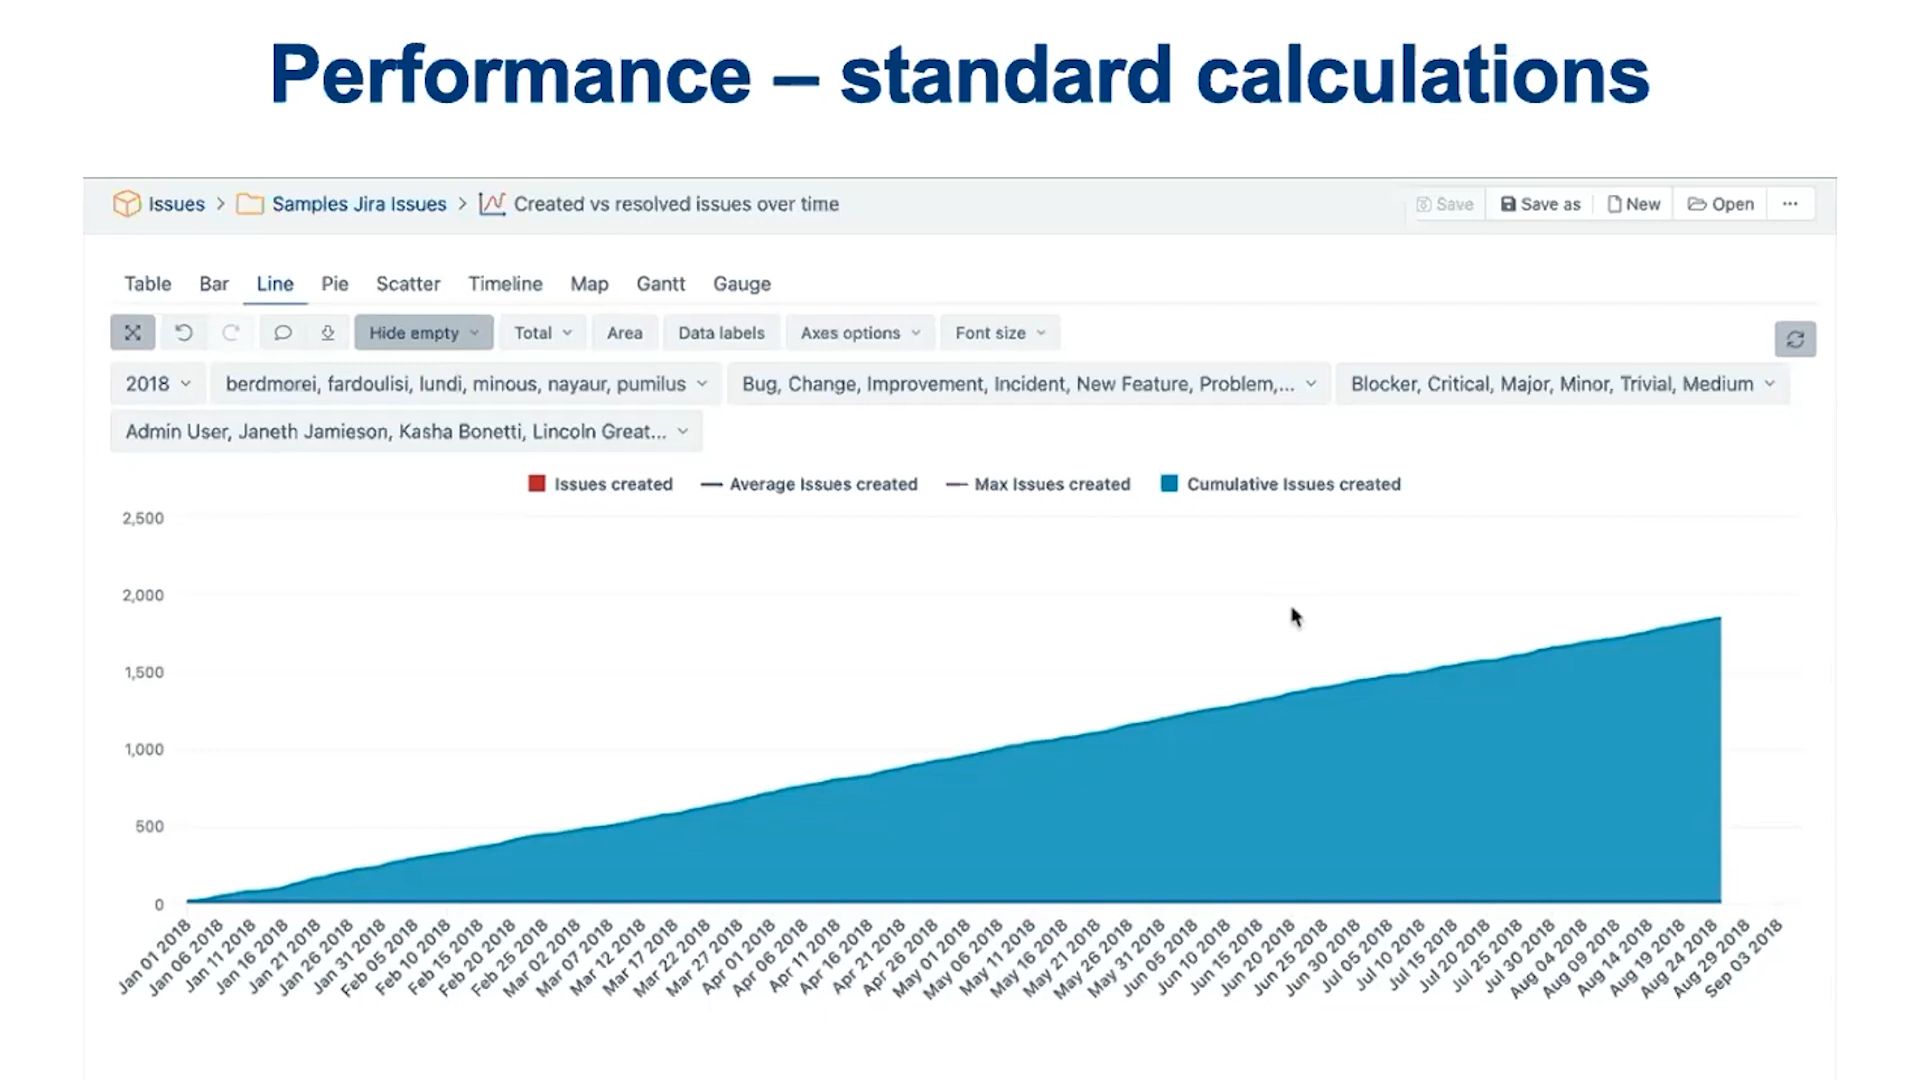 Performance – standard calculations
Issues > Samples Jira Issues > Created vs resolved issues over time
Save Save as New Open ...
Table Bar Line Pie Scatter Timeline Map Gantt Gauge
Hide empty Total Area Data labels Axes options Font size
2018 berdmorei, fardoulisi, lundi, minous, nayaur, pumilus Bug, Change, Improvement, Incident, New Feature, Problem,... Blocker, Critical, Major, Minor, Trivial, Medium
Admin User, Janeth Jamieson, Kasha Bonetti, Lincoln Great...
Issues created Average Issues created Max Issues created Cumulative Issues created
2,500
2,000
1,500
1,000
500
0
Jan 01 2018
Jan 06 2018
Jan 11 2018
Jan 16 2018
Jan 21 2018
Jan 26 2018
Jan 31 2018
Feb 05 2018
Feb 10 2018
Feb 15 2018
Feb 20 2018
Feb 25 2018
Mar 02 2018
Mar 07 2018
Mar 12 2018
Mar 17 2018
Mar 22 2018
Mar 27 2018
Apr 01 2018
Apr 06 2018
Apr 11 2018
Apr 16 2018
Apr 21 2018
Apr 26 2018
May 01 2018
May 06 2018
May 11 2018
May 16 2018
May 21 2018
May 26 2018
May 31 2018
Jun 05 2018
Jun 10 2018
Jun 15 2018
Jun 20 2018
Jun 25 2018
Jun 30 2018
Jul 05 2018
Jul 10 2018
Jul 15 2018
Jul 20 2018
Jul 25 2018
Jul 30 2018
Aug 04 2018
Aug 09 2018
Aug 14 2018
Aug 19 2018
Aug 24 2018
Aug 29 2018
Sep 03 2018